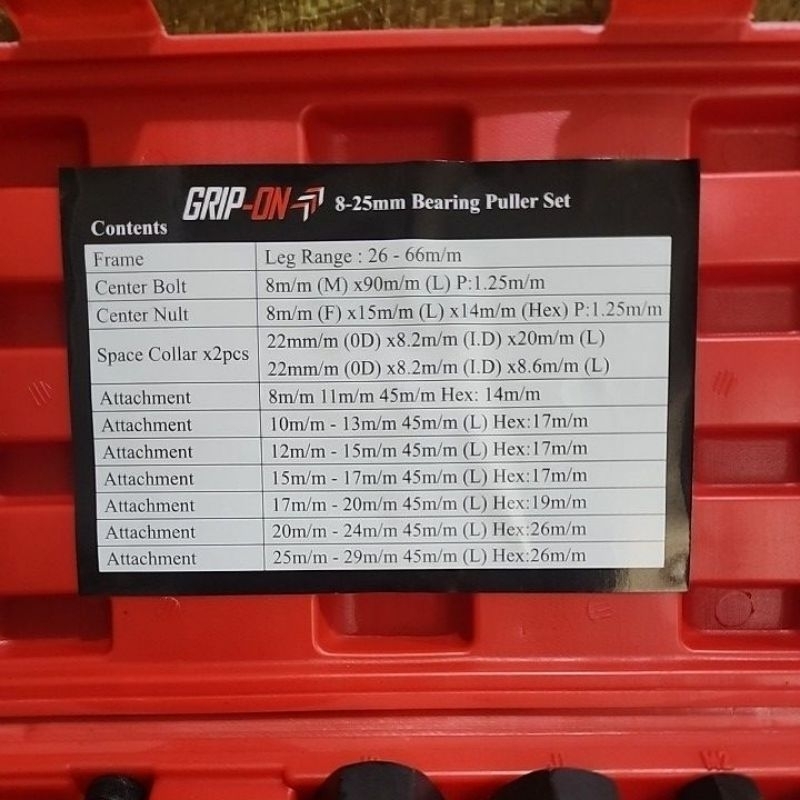 GRIP-ON 8-25mm Bearing Puller Set
Contents
Frame Leg Range : 26 - 66m/m
Center Bolt 8m/m (M) x90m/m (L) P:1.25m/m
Center Nult 8m/m (F) x15m/m (L) x14m/m (Hex) P:1.25m/m
Space Collar x2pcs 22mm/m (0D) x8.2m/m (I.D) x20m/m (L)
22mm/m (0D) x8.2m/m (I.D) x8.6m/m (L)
Attachment 8m/m 11m/m 45m/m Hex: 14m/m
Attachment 10m/m - 13m/m 45m/m (L) Hex:17m/m
Attachment 12m/m - 15m/m 45m/m (L) Hex:17m/m
Attachment 15m/m - 17m/m 45m/m (L) Hex:17m/m
Attachment 17m/m - 20m/m 45m/m (L) Hex:19m/m
Attachment 20m/m - 24m/m 45m/m (L) Hex:26m/m
Attachment 25m/m - 29m/m 45m/m (L) Hex:26m/m